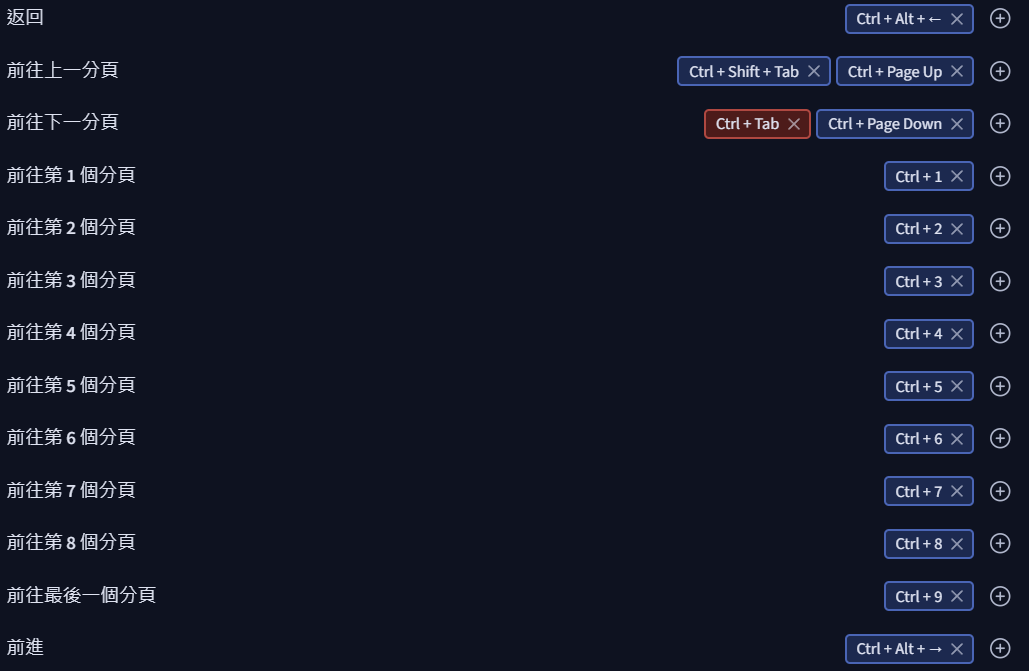 返回 Ctrl + Alt + ←
前往上一分頁 Ctrl + Shift + Tab Ctrl + Page Up
前往下一分頁 Ctrl + Tab Ctrl + Page Down
前往第 1 個分頁 Ctrl + 1
前往第 2 個分頁 Ctrl + 2
前往第 3 個分頁 Ctrl + 3
前往第 4 個分頁 Ctrl + 4
前往第 5 個分頁 Ctrl + 5
前往第 6 個分頁 Ctrl + 6
前往第 7 個分頁 Ctrl + 7
前往第 8 個分頁 Ctrl + 8
前往最後一個分頁 Ctrl + 9
前進 Ctrl + Alt + →